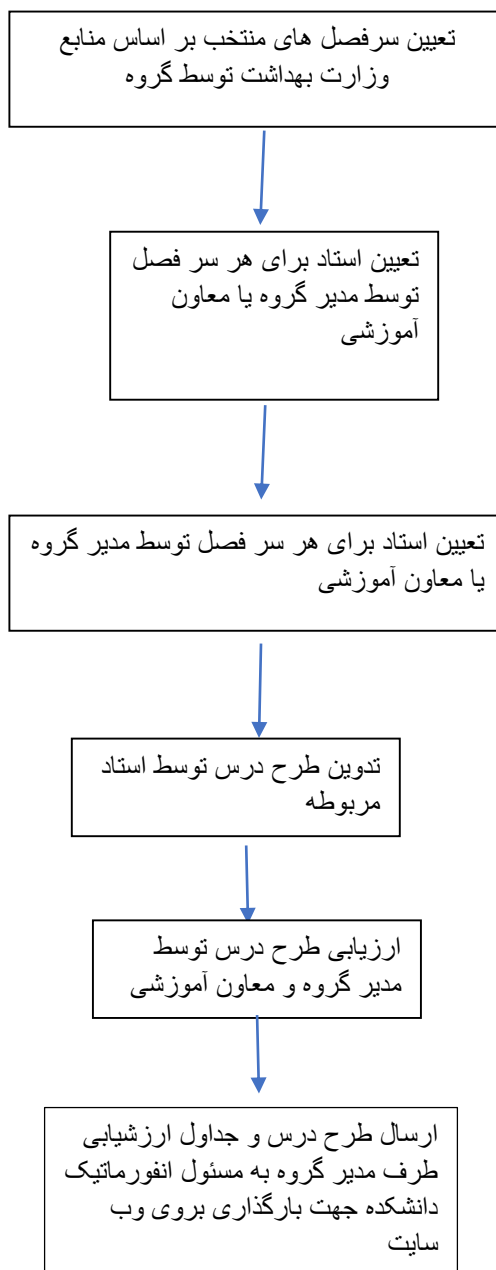 تعیین سرفصل های منتخب بر اساس منابع
وزارت بهداشت توسط گروه
تعیین استاد برای هر سر فصل
توسط مدیر گروه یا معاون
آموزشی
تعیین استاد برای هر سر فصل توسط مدیر گروه
یا معاون آموزشی
تدوین طرح درس توسط استاد
مربوطه
ارزیابی طرح درس توسط
مدیر گروه و معاون آموزشی
ارسال طرح درس و جداول ارزشیابی
طرف مدیر گروه به مسئول انفورماتیک
دانشکده جهت بارگذاری بروی وب
سایت